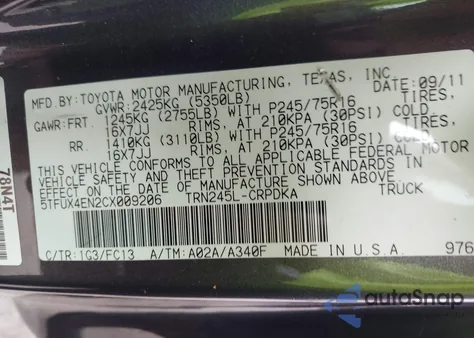 MFD.BY:TOYOTA MOTOR MANUFACTURING, TEXAS, INC.
GVWR:2425KG (5350LB) DATE:09/11
GAWR:FRT. 1245KG (2755LB) WITH P245/75R16 TIRES,
16X7JJ RIMS, AT 210KPA (30PSI) COLD
RR. 1410KG (3110LB) WITH P245/75R16 TIRES,
16X7JJ RIMS, AT 210KPA (30PSI) COLD.
THIS VEHICLE CONFORMS TO ALL APPLICABLE FEDERAL MOTOR
VEHICLE SAFETY AND THEFT PREVENTION STANDARDS IN
EFFECT ON THE DATE OF MANUFACTURE SHOWN ABOVE.
5TFUX4EN2CX009206 TRN245L-CRPDKA TRUCK
C/TR:1G3/FC13 A/TM:A02A/A340F MADE IN U.S.A. 976
78N4T
autoSnap